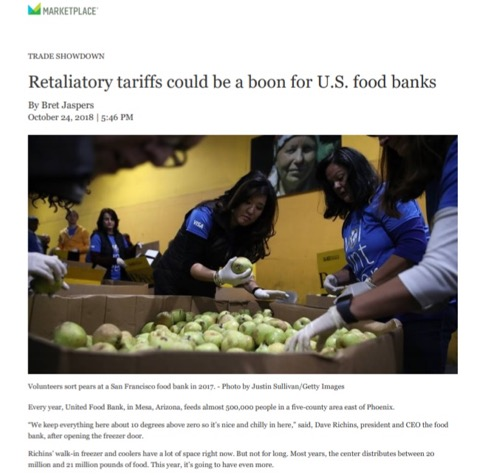 MARKETPLACE®
TRADE SHOWDOWN
Retaliatory tariffs could be a boon for U.S. food banks
By Bret Jaspers
October 24, 2018 | 5:46 PM
VISA
Volunteers sort pears at a San Francisco food bank in 2017. - Photo by Justin Sullivan/Getty Images
Every year, United Food Bank, in Mesa, Arizona, feeds almost 500,000 people in a five-county area east of Phoenix.
“We keep everything here about 10 degrees above zero so it's nice and chilly in here,” said, Dave Richins, president and CEO the food
bank, after opening the freezer door.
Richins’ walk-in freezer and coolers have a lot of space right now. But not for long. Most years, the center distributes between 20
million and 21 million pounds of food. This year, it's going to have even more.